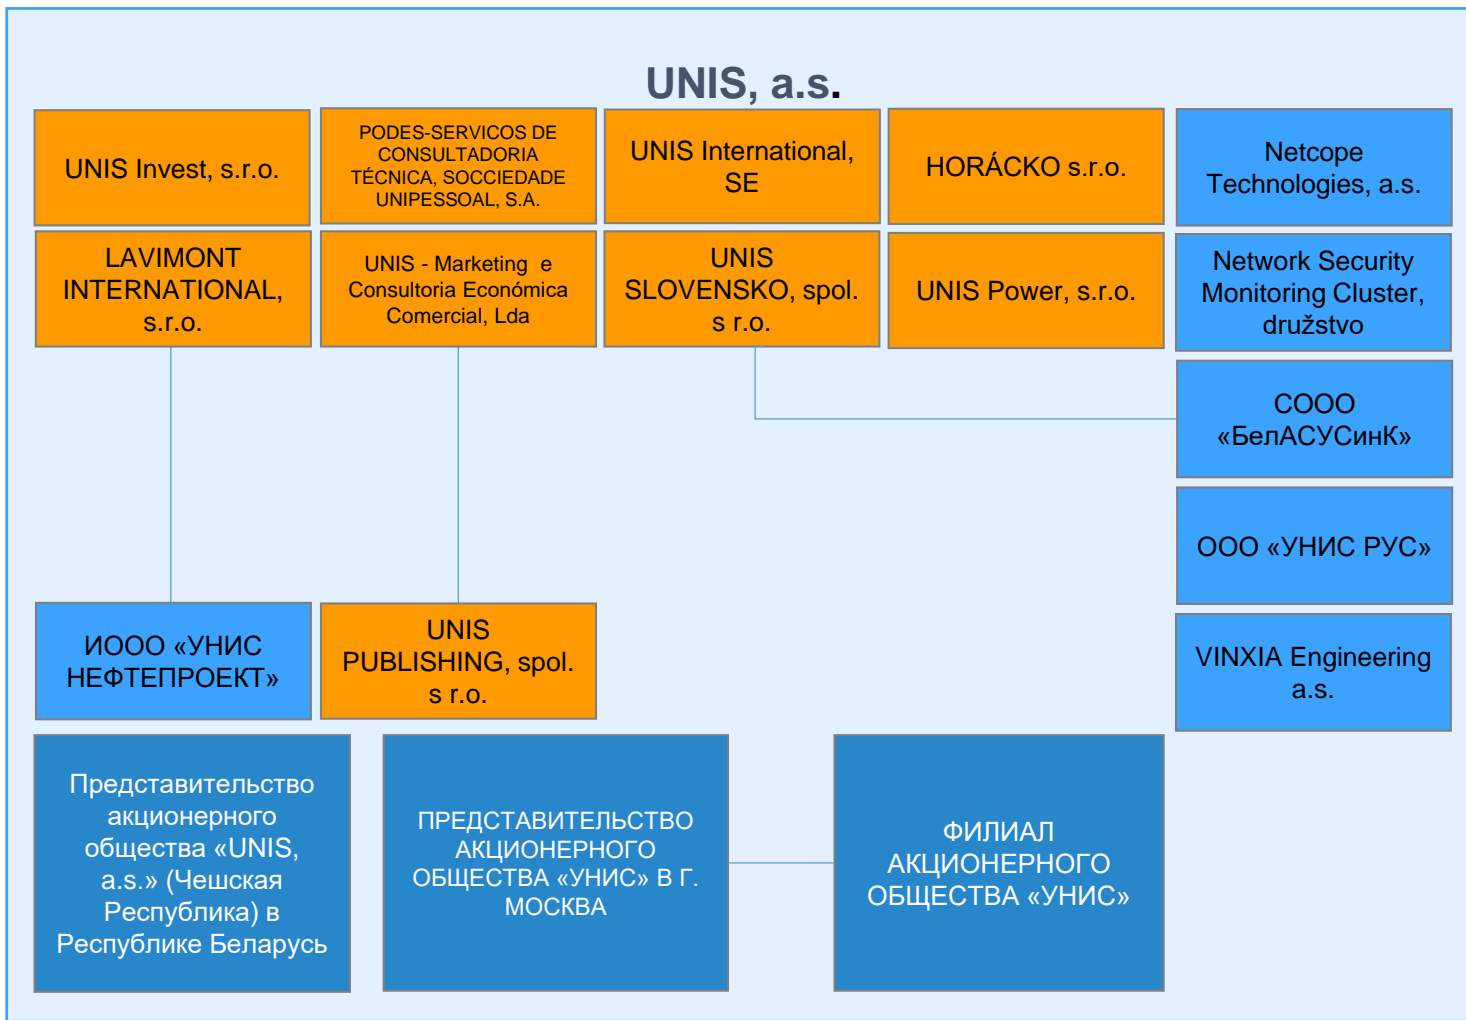 UNIS, a.s.
UNIS Invest, s.r.o.
PODES-SERVICOS DE
CONSULTADORIA
TÉCNICA, SOCCIEDADE
UNIPESSOAL, S.A.
UNIS International,
SE
HORÁCKO s.r.o.
Netcope
Technologies, a.s.
LAVIMONT
INTERNATIONAL,
s.r.o.
UNIS - Marketing e
Consultoria Económica
Comercial, Lda
UNIS
SLOVENSKO, spol.
s r.o.
UNIS Power, s.r.o.
Network Security
Monitoring Cluster,
družstvo
СООО
«БелАСУСинК»
ООО «УНИС РУС»
ИООО «УНИС
НЕФТЕПРОЕКТ»
UNIS
PUBLISHING, spol.
s r.o.
VINXIA Engineering
a.s.
Представительство
акционерного
общества «UNIS,
a.s.» (Чешская
Республика) в
Республике Беларусь
ПРЕДСТАВИТЕЛЬСТВО
АКЦИОНЕРНОГО
ОБЩЕСТВА «УНИС» В Г.
МОСКВА
ФИЛИАЛ
АКЦИОНЕРНОГО
ОБЩЕСТВА «УНИС»